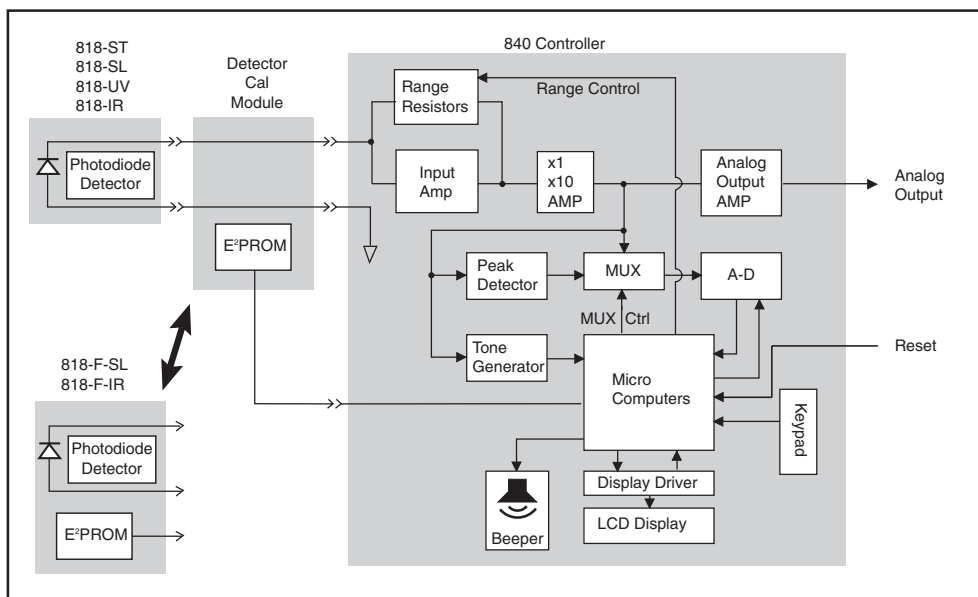 818-ST
818-SL
818-UV
818-IR
Detector
Cal
Module
840 Controller
Range
Resistors
Range Control
Photodiode
Detector
Input
Amp
x1
x10
AMP
Analog
Output
AMP
Analog
Output
E²PROM
Peak
Detector
MUX
A-D
MUX Ctrl
818-F-SL
818-F-IR
Tone
Generator
Micro
Computers
Reset
Keypad
Photodiode
Detector
E²PROM
Beeper
Display Driver
LCD Display